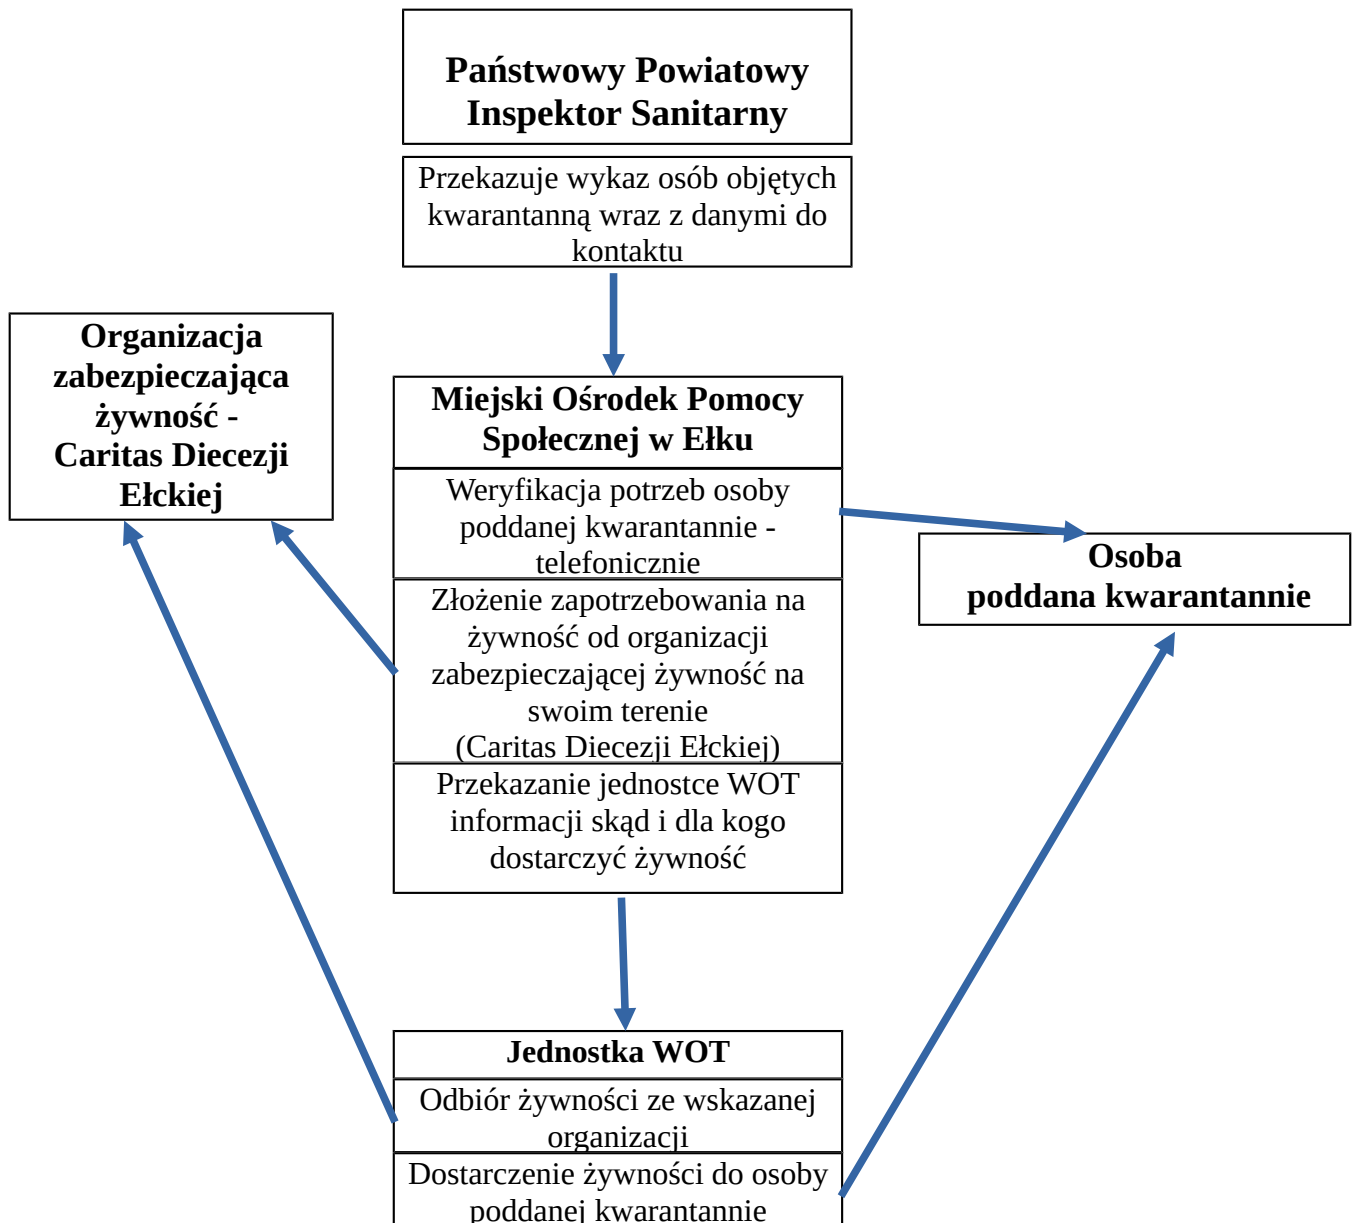 Państwowy Powiatowy
Inspektor Sanitarny
Przekazuje wykaz osób objętych
kwarantanną wraz z danymi do
kontaktu
Organizacja
zabezpieczająca
żywność -
Caritas Diecezji
Ełckiej
Miejski Ośrodek Pomocy
Społecznej w Ełku
Weryfikacja potrzeb osoby
poddanej kwarantannie -
telefonicznie
Złożenie zapotrzebowania na
żywność od organizacji
zabezpieczającej żywność na
swoim terenie
(Caritas Diecezji Ełckiej)
Przekazanie jednostce WOT
informacji skąd i dla kogo
dostarczyć żywność
Osoba
poddana kwarantannie
Jednostka WOT
Odbiór żywności ze wskazanej
organizacji
Dostarczenie żywności do osoby
poddanej kwarantannie